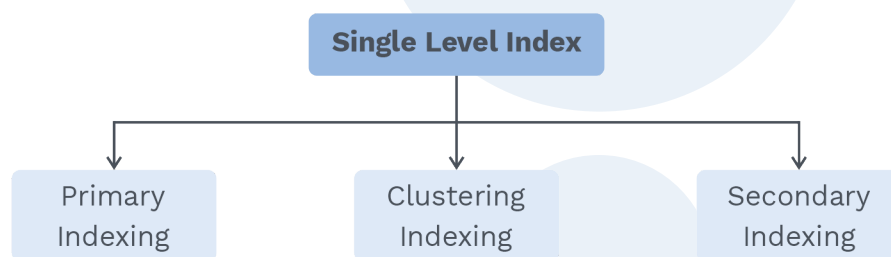 Single Level Index
Primary
Indexing
Clustering
Indexing
Secondary
Indexing